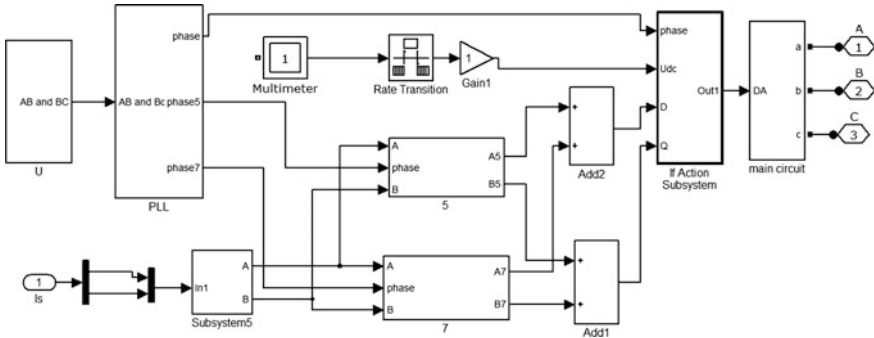 AB and BC
U
phase
AB and Bc
phase5
phase7
PLL
1
Multimeter
Rate Transition
1
Gain1
phase
Udc
D
Q
Out1
If Action
Subsystem
DA
a
b
c
main circuit
A
1
B
2
C
3
A
phase
B
A5
B5
5
+
+
Add2
1
Is
In1
A
B
Subsystem5
A
phase
B
A7
B7
7
+
+
Add1